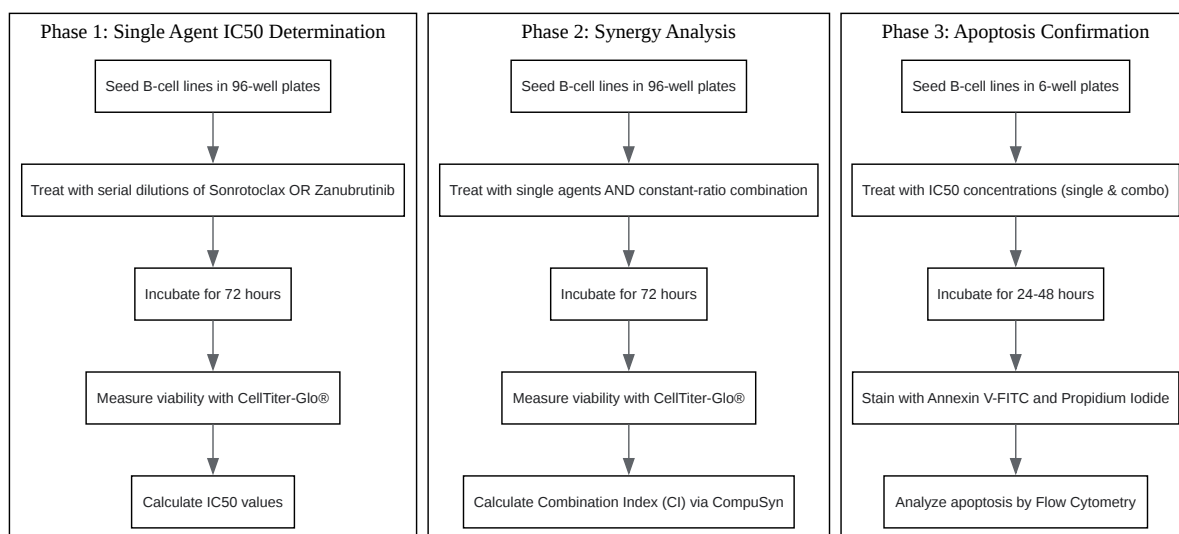 Phase 1: Single Agent IC50 Determination
Seed B-cell lines in 96-well plates
Treat with serial dilutions of Sonrotoclax OR Zanubrutinib
Incubate for 72 hours
Measure viability with CellTiter-Glo®
Calculate IC50 values
Phase 2: Synergy Analysis
Seed B-cell lines in 96-well plates
Treat with single agents AND constant-ratio combination
Incubate for 72 hours
Measure viability with CellTiter-Glo®
Calculate Combination Index (CI) via CompuSyn
Phase 3: Apoptosis Confirmation
Seed B-cell lines in 6-well plates
Treat with IC50 concentrations (single & combo)
Incubate for 24-48 hours
Stain with Annexin V-FITC and Propidium Iodide
Analyze apoptosis by Flow Cytometry